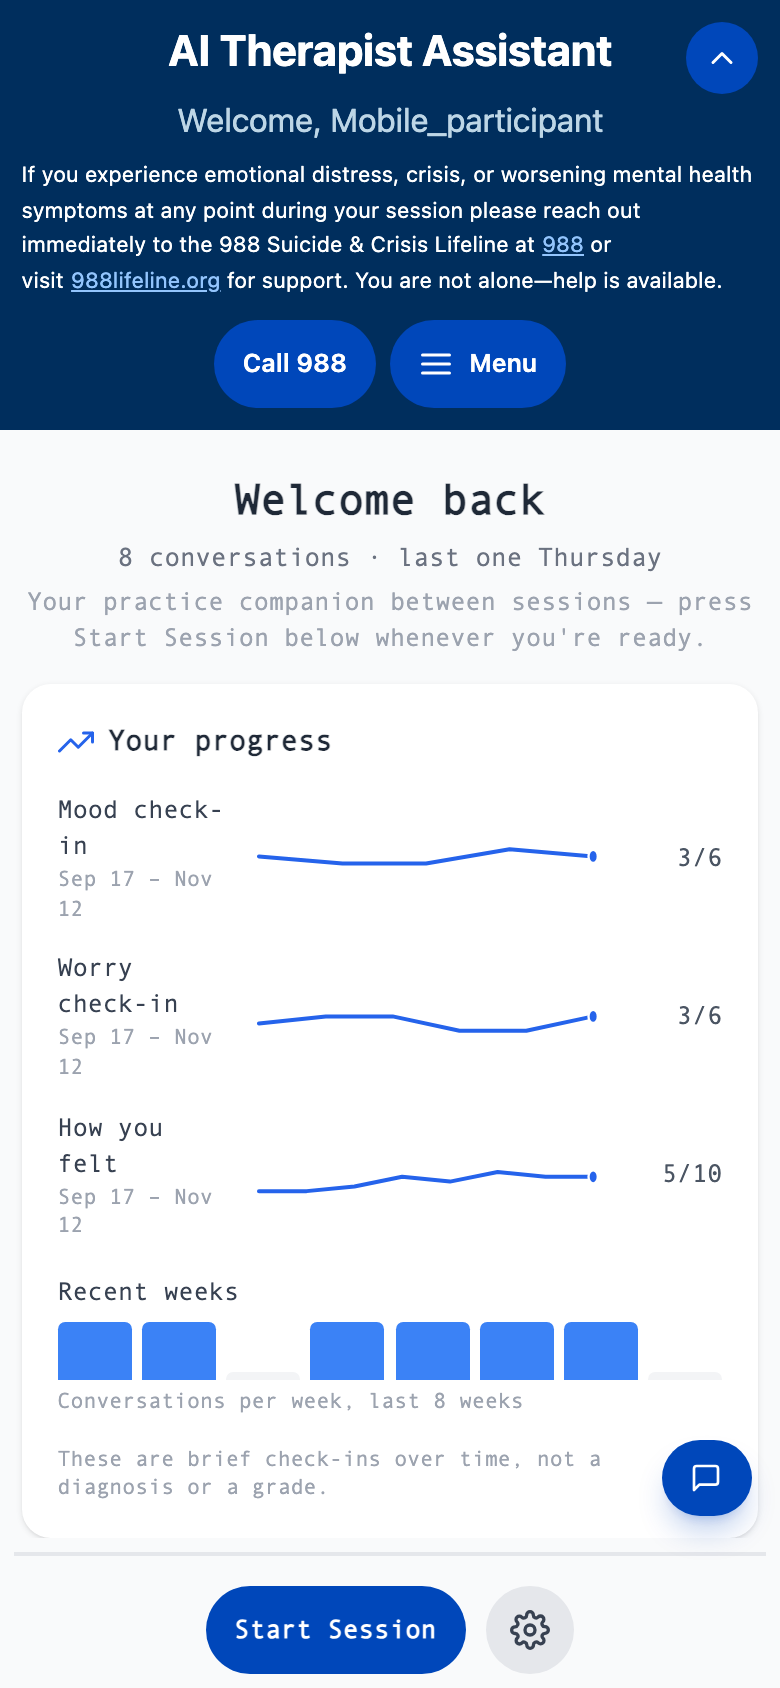 AI Therapist Assistant
Welcome, Mobile_participant
If you experience emotional distress, crisis, or worsening mental health
symptoms at any point during your session please reach out
immediately to the 988 Suicide & Crisis Lifeline at 988 or
visit 988lifeline.org for support. You are not alone—help is available.
Call 988
Menu
Welcome back
8 conversations · last one Thursday
Your practice companion between sessions — press
Start Session below whenever you're ready.
Your progress
Mood check-
in
Sep 17 – Nov
12
3/6
Worry
check-in
Sep 17 – Nov
12
3/6
How you
felt
Sep 17 – Nov
12
5/10
Recent weeks
Conversations per week, last 8 weeks
These are brief check-ins over time, not a
diagnosis or a grade.
Start Session